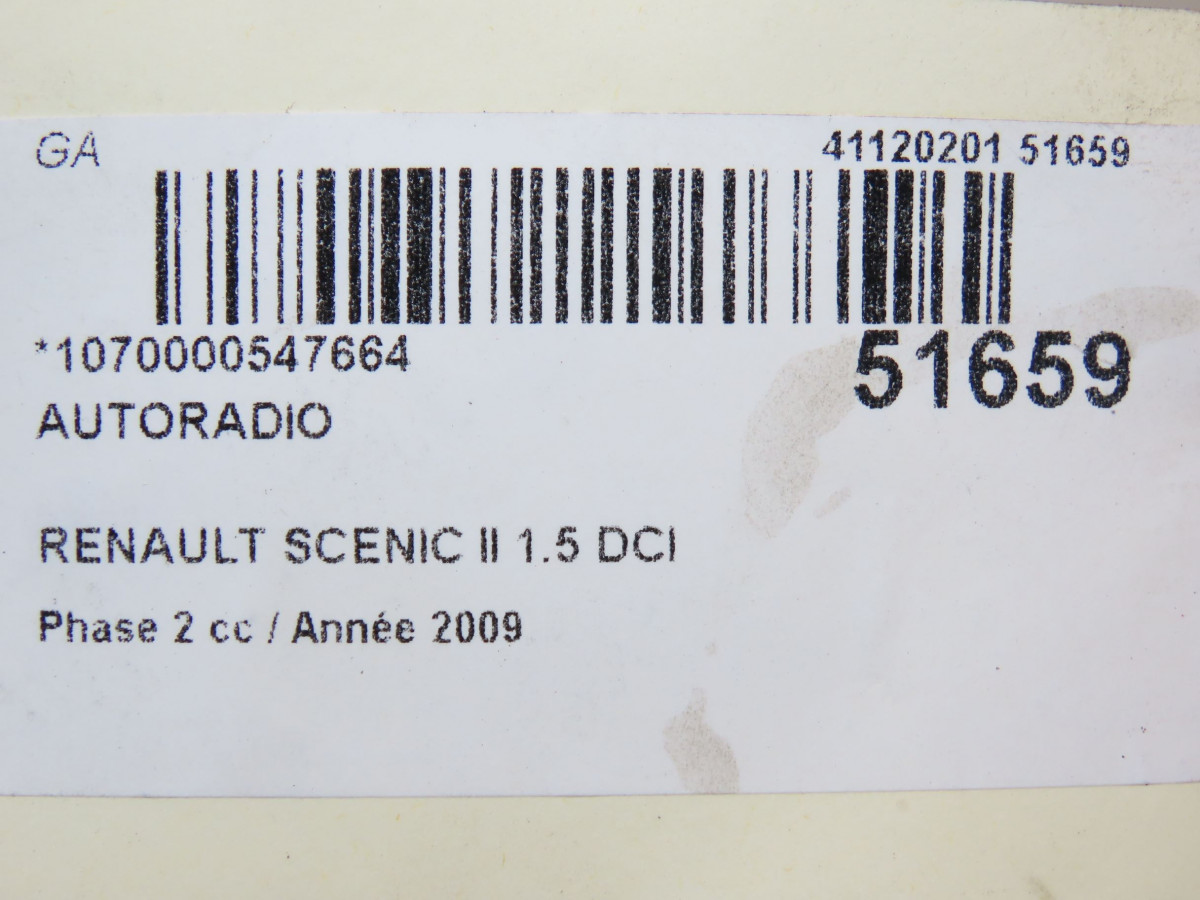 GA
41120201 51659
*1070000547664
51659
AUTORADIO
RENAULT SCENIC II 1.5 DCI
Phase 2 cc / Année 2009